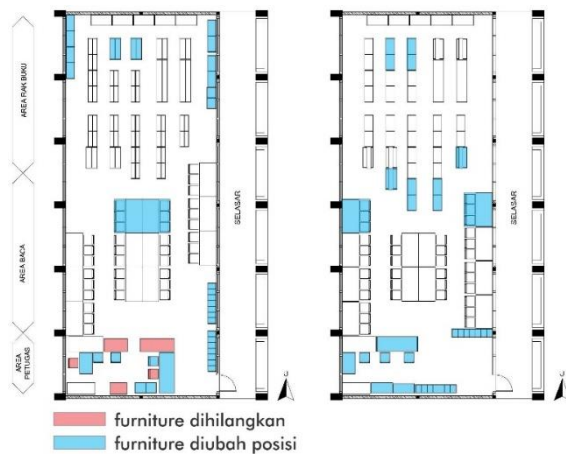 AREA RAK BUKU
AREA BACA
AREA PETUGAS
SELASAR
SELASAR
furniture dihilangkan
furniture diubah posisi